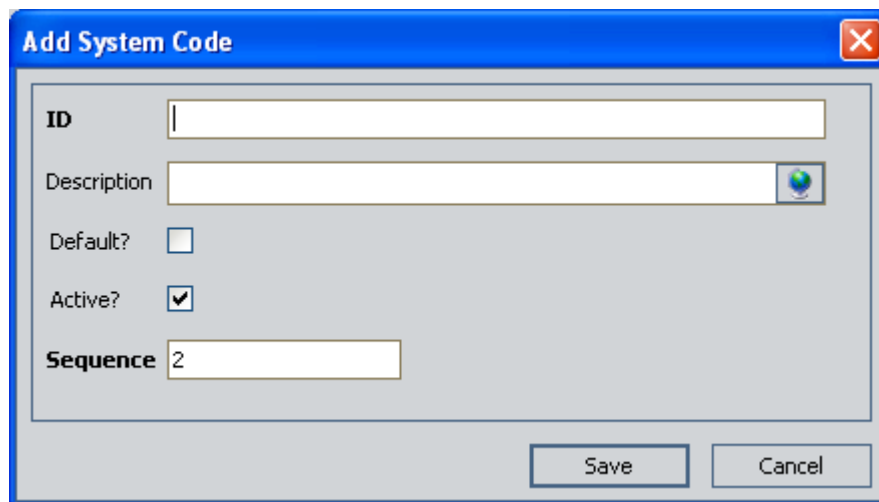 Add System Code
ID
Description
Default?
Active?
Sequence 2
Save Cancel